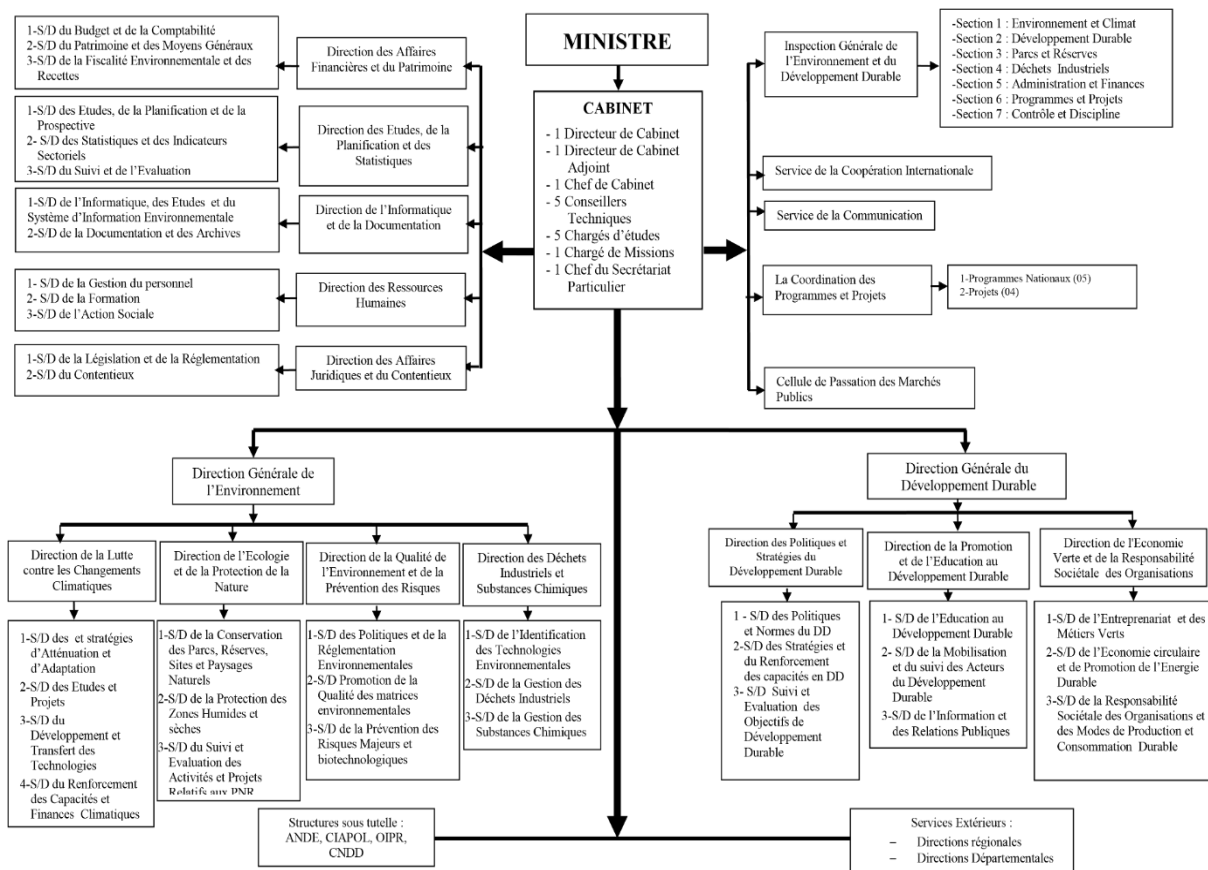 MINISTRE
CABINET
- 1 Directeur de Cabinet
- 1 Directeur de Cabinet
Adjoint
- 1 Chef de Cabinet
- 5 Conseillers
Techniques
- 5 Chargés d'études
- 1 Chargé de Missions
- 1 Chef du Secrétariat
Particulier
1-S/D du Budget et de la Comptabilité
2-S/D du Patrimoine et des Moyens Généraux
3-S/D de la Fiscalité Environnementale et des
Recettes
Direction des Affaires
Financières et du Patrimoine
1-S/D des Etudes, de la Planification et de la
Prospective
2- S/D des Statistiques et des Indicateurs
Sectoriels
3-S/D du Suivi et de l'Evaluation
Direction des Etudes, de la
Planification et des
Statistiques
1-S/D de l'Informatique, des Etudes et du
Système d'Information Environnementale
2-S/D de la Documentation et des Archives
Direction de l'Informatique
et de la Documentation
1- S/D de la Gestion du personnel
2- S/D de la Formation
3-S/D de l'Action Sociale
Direction des Ressources
Humaines
1-S/D de la Législation et de la Réglementation
2-S/D du Contentieux
Direction des Affaires
Juridiques et du Contentieux
Inspection Générale de
l'Environnement et du
Développement Durable
-Section 1 : Environnement et Climat
-Section 2 : Développement Durable
-Section 3 : Parcs et Réserves
-Section 4 : Déchets Industriels
-Section 5 : Administration et Finances
-Section 6 : Programmes et Projets
-Section 7 : Contrôle et Discipline
Service de la Coopération Internationale
Service de la Communication
La Coordination des
Programmes et Projets
1-Programmes Nationaux (05)
2-Projets (04)
Cellule de Passation des Marchés
Publics
Direction Générale de
l'Environnement
Direction de la Lutte
contre les Changements
Climatiques
1-S/D des et stratégies
d'Atténuation et
d'Adaptation
2-S/D des Etudes et
Projets
3-S/D du
Développement et
Transfert des
Technologies
4-S/D du Renforcement
des Capacités et
Finances Climatiques
Direction de l'Ecologie
et de la Protection de la
Nature
1-S/D de la Conservation
des Parcs, Réserves,
Sites et Paysages
Naturels
2-S/D de la Protection des
Zones Humides et
sèches
3-S/D du Suivi et
Evaluation des
Activités et Projets
Relatifs aux PNR
Direction de la Qualité de
l'Environnement et de la
Prévention des Risques
1-S/D des Politiques et de la
Réglementation
Environnementales
2-S/D Promotion de la
Qualité des matrices
environnementales
3-S/D de la Prévention des
Risques Majeurs et
biotechnologiques
Direction des Déchets
Industriels et
Substances Chimiques
1-S/D de l'Identification
des Technologies
Environnementales
2-S/D de la Gestion des
Déchets Industriels
3-S/D de la Gestion des
Substances Chimiques
Direction Générale du
Développement Durable
Direction des Politiques et
Stratégies du
Développement Durable
1 - S/D des Politiques
et Normes du DD
2-S/D des Stratégies et
du Renforcement
des capacités en DD
3- S/D Suivi et
Evaluation des
Objectifs de
Développement
Durable
Direction de la Promotion
et de l'Education au
Développement Durable
1- S/D de l'Education au
Développement Durable
2- S/D de la Mobilisation
et du suivi des Acteurs
du Développement
Durable
3-S/D de l'Information et
des Relations Publiques
Direction de l'Economie
Verte et de la Responsabilité
Sociétale des Organisations
1-S/D de l'Entreprenariat et des
Métiers Verts
2-S/D de l'Economie circulaire
et de Promotion de l'Energie
Durable
3-S/D de la Responsabilité
Sociétale des Organisations et
des Modes de Production et
Consommation Durable
Structures sous tutelle :
ANDE, CIAPOL, OIPR,
CNDD
Services Extérieurs :
– Directions régionales
– Directions Départementales